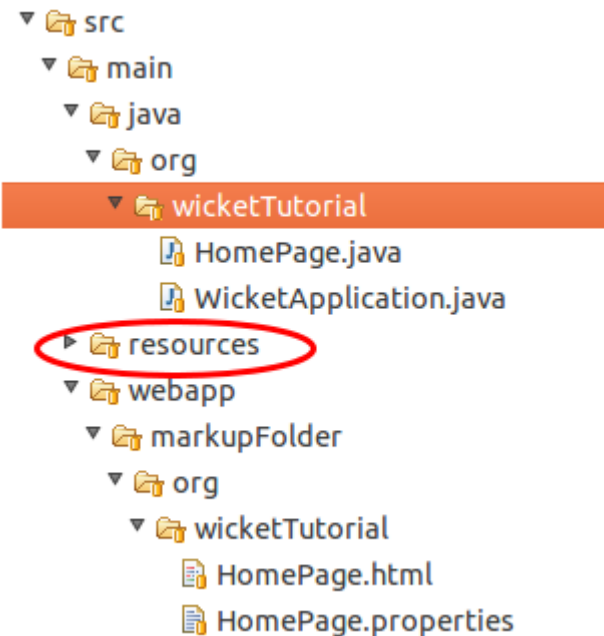 src
main
java
org
wicketTutorial
HomePage.java
WicketApplication.java
resources
webapp
markupFolder
org
wicketTutorial
HomePage.html
HomePage.properties